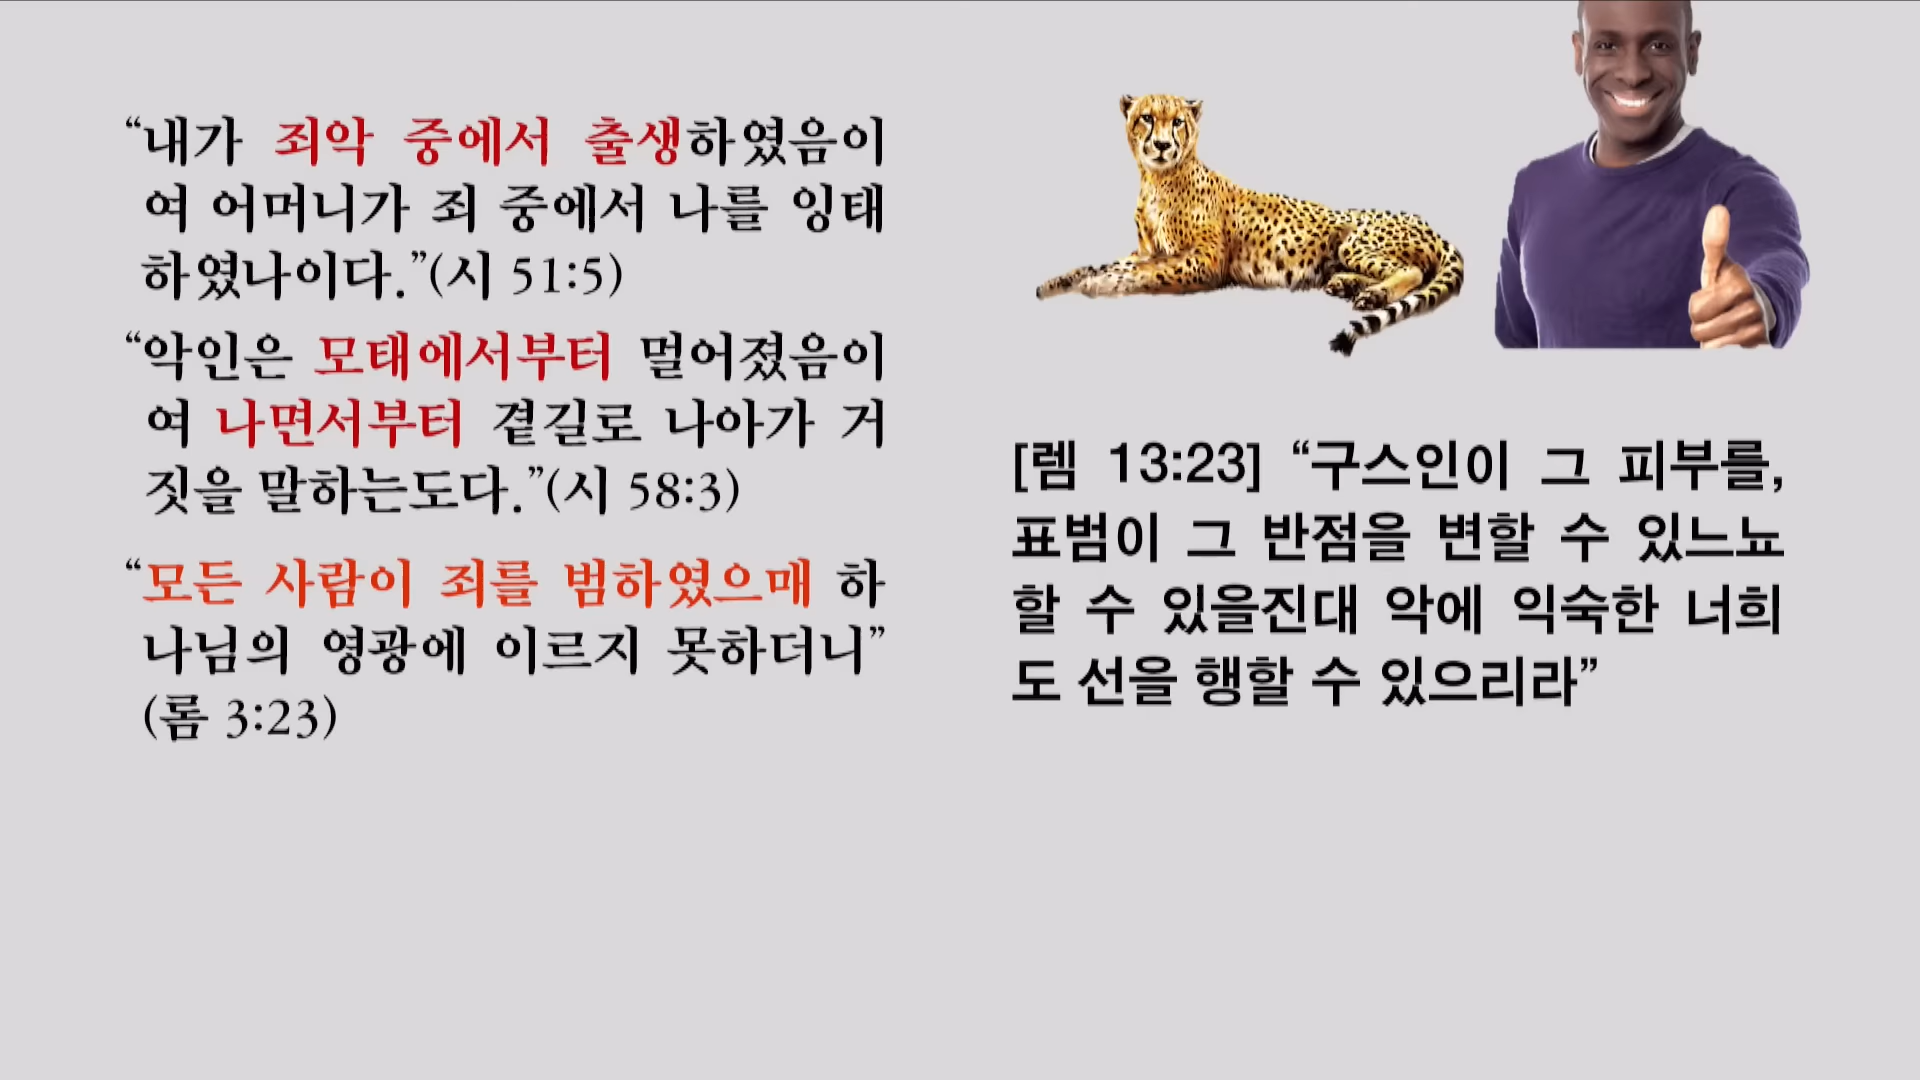 “내가 죄악 중에서 출생하였음이
여 어머니가 죄 중에서 나를 잉태
하였나이다.”(시 51:5)
“악인은 모태에서부터 멀어졌음이
여 나면서부터 곁길로 나아가 거
짓을 말하는도다.”(시 58:3)
“모든 사람이 죄를 범하였으매 하
나님의 영광에 이르지 못하더니”
(롬 3:23)
[렘 13:23] “구스인이 그 피부를,
표범이 그 반점을 변할 수 있느뇨
할 수 있을진대 악에 익숙한 너희
도 선을 행할 수 있으리라”